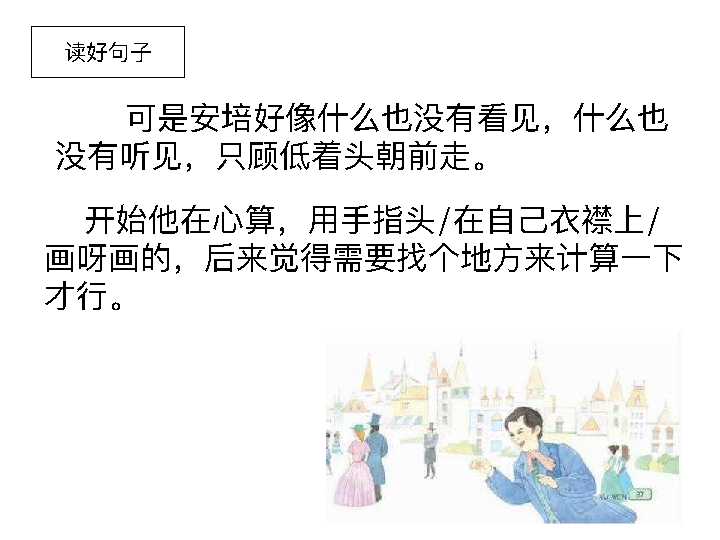 读好句子
可是安培好像什么也没有看见，什么也
没有听见，只顾低着头朝前走。
开始他在心算，用手指头/在自己衣襟上/
画呀画的，后来觉得需要找个地方来计算一下
才行。
YU WEN 37